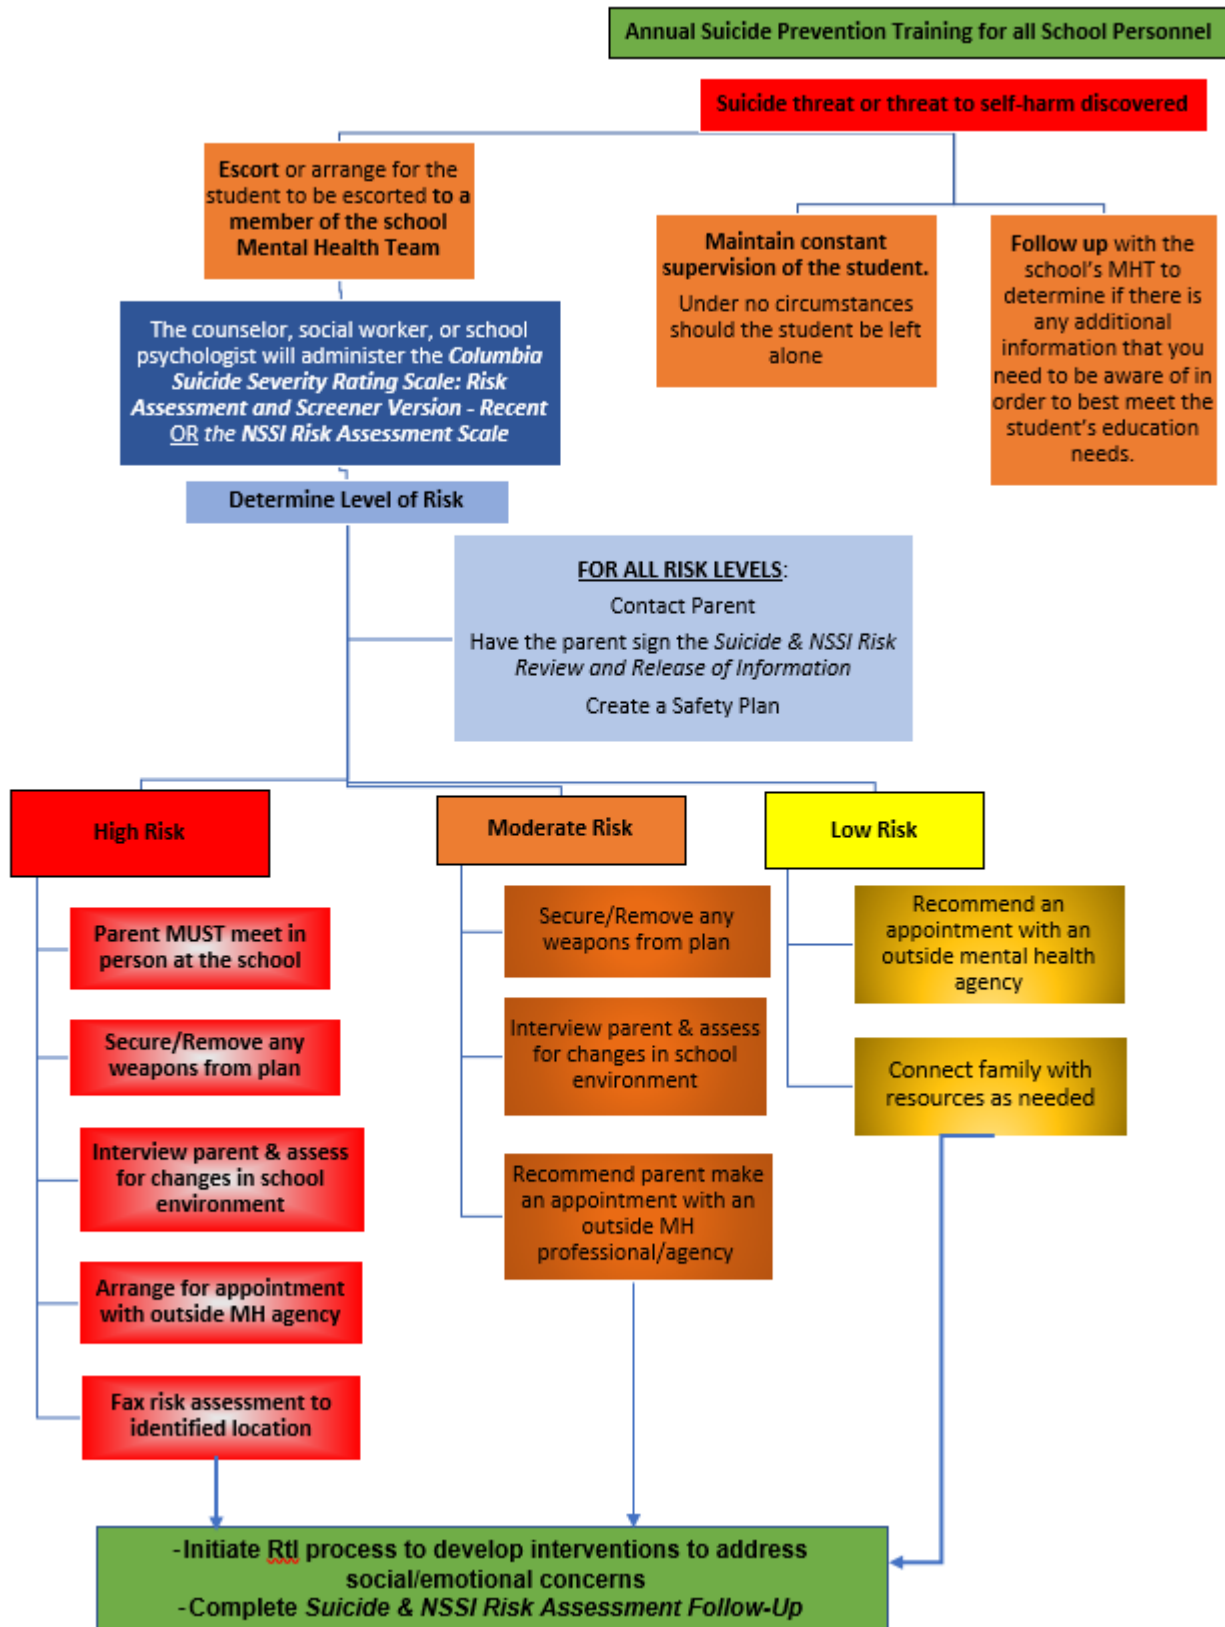 Annual Suicide Prevention Training for all School Personnel
Suicide threat or threat to self-harm discovered
Escort or arrange for the
student to be escorted to a
member of the school
Mental Health Team
Maintain constant
supervision of the student.
Under no circumstances
should the student be left
alone
Follow up with the
school's MHT to
determine if there is
any additional
information that you
need to be aware of in
order to best meet the
student's education
needs.
The counselor, social worker, or school
psychologist will administer the Columbia
Suicide Severity Rating Scale: Risk
Assessment and Screener Version - Recent
OR the NSSI Risk Assessment Scale
Determine Level of Risk
FOR ALL RISK LEVELS:
Contact Parent
Have the parent sign the Suicide & NSSI Risk
Review and Release of Information
Create a Safety Plan
High Risk
Parent MUST meet in
person at the school
Secure/Remove any
weapons from plan
Interview parent & assess
for changes in school
environment
Arrange for appointment
with outside MH agency
Fax risk assessment to
identified location
Moderate Risk
Secure/Remove any
weapons from plan
Interview parent & assess
for changes in school
environment
Recommend parent make
an appointment with an
outside MH
professional/agency
Low Risk
Recommend an
appointment with an
outside mental health
agency
Connect family with
resources as needed
-Initiate RtI process to develop interventions to address
social/emotional concerns
-Complete Suicide & NSSI Risk Assessment Follow-Up